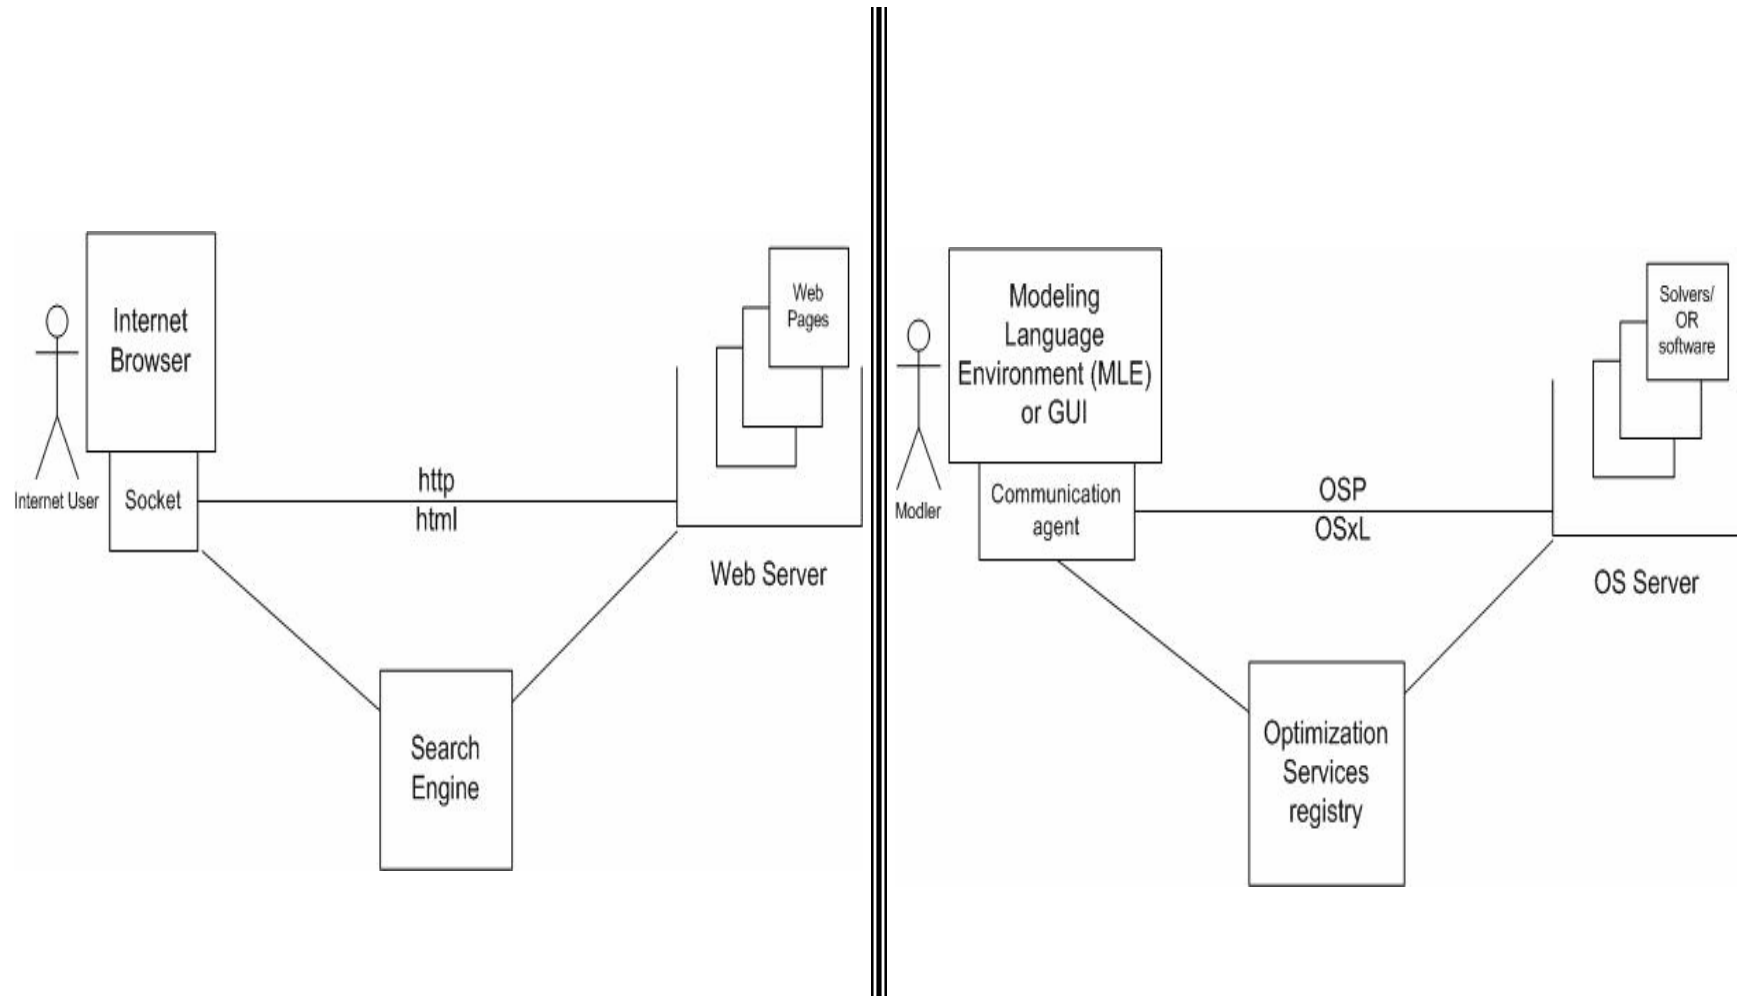 Internet
Browser
Internet User
Socket
http
html
Web
Pages
Web Server
Search
Engine
Modeling
Language
Environment (MLE)
or GUI
Modler
Communication
agent
OSP
OSxL
Solvers/
OR
software
OS Server
Optimization
Services
registry